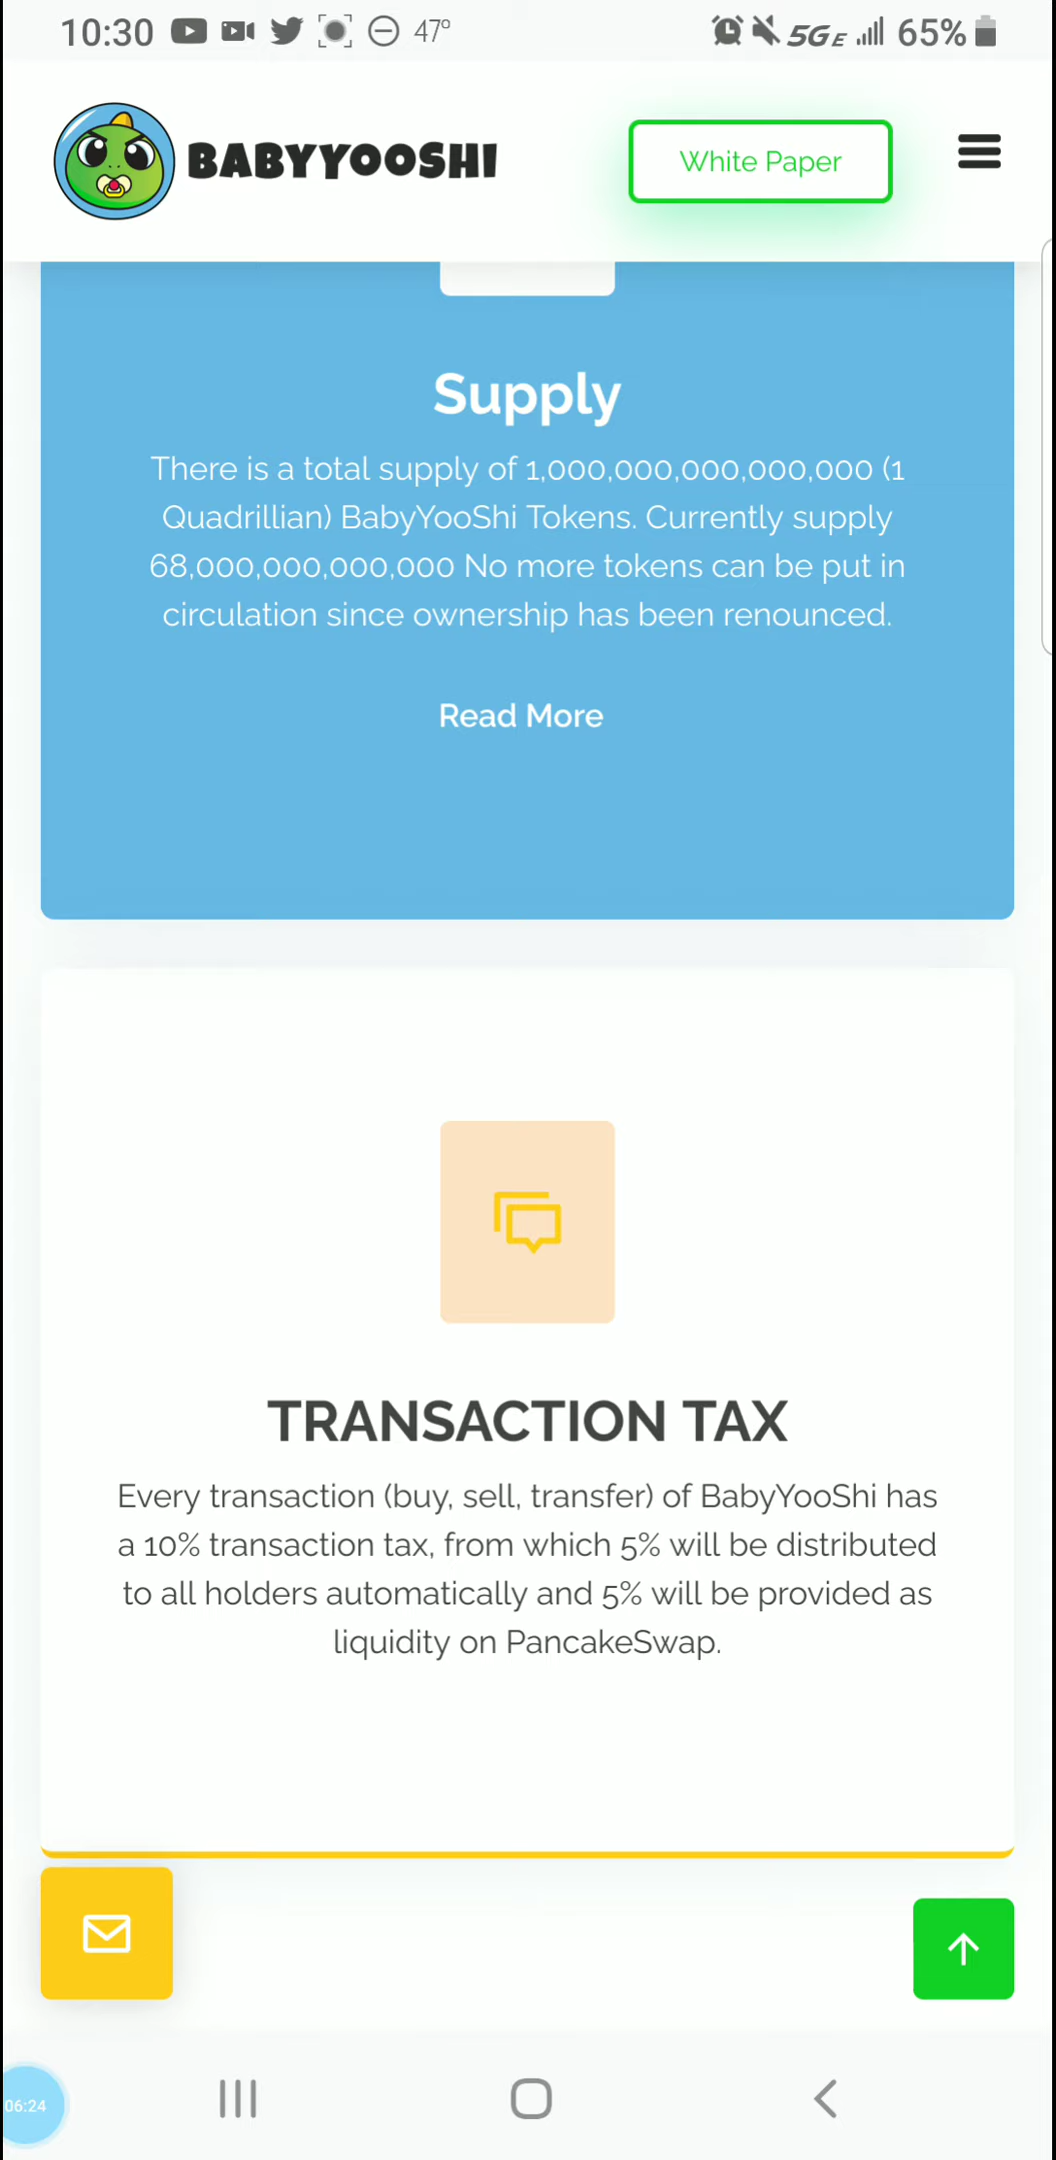 10:30 47° 5GE 65%
BABYYOOSHI
White Paper
Supply
There is a total supply of 1,000,000,000,000,000 (1
Quadrillian) BabyYooShi Tokens. Currently supply
68,000,000,000,000 No more tokens can be put in
circulation since ownership has been renounced.
Read More
TRANSACTION TAX
Every transaction (buy, sell, transfer) of BabyYooShi has
a 10% transaction tax, from which 5% will be distributed
to all holders automatically and 5% will be provided as
liquidity on PancakeSwap.
06:24